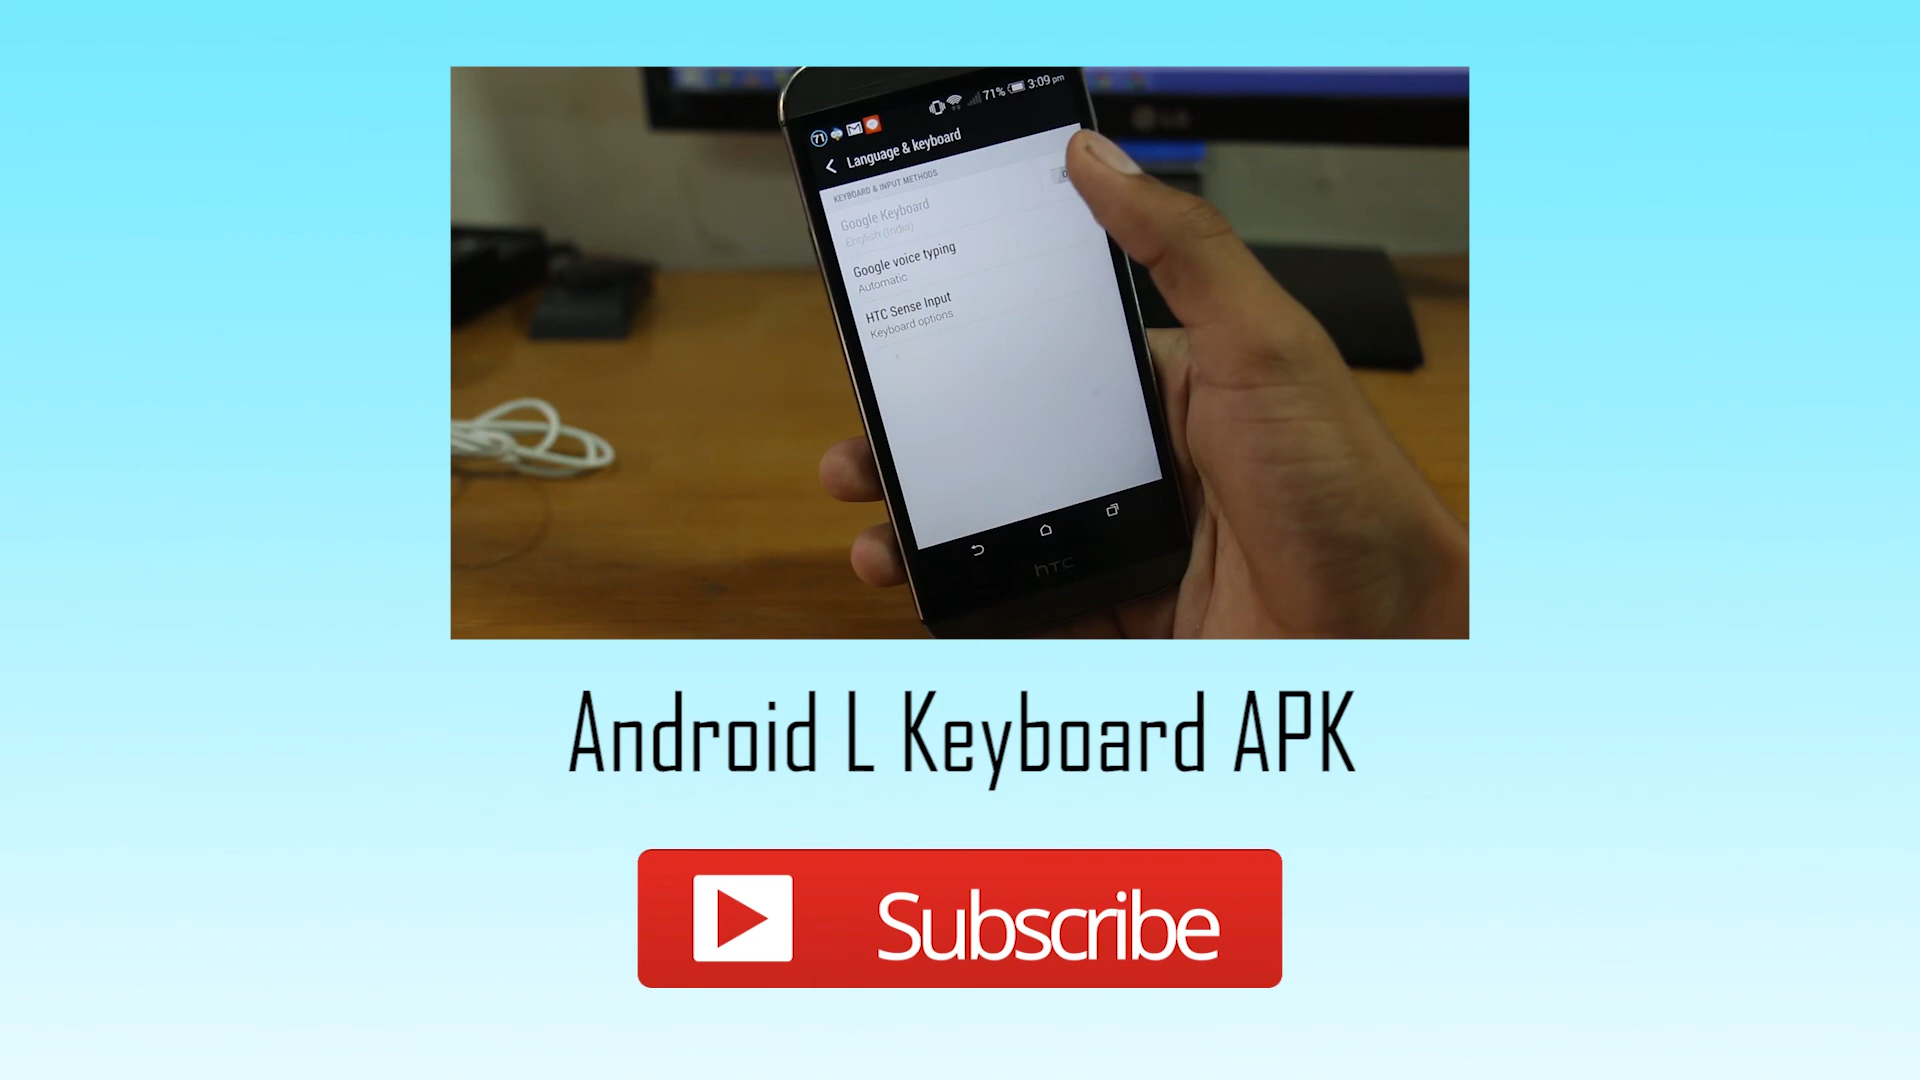 71% 3:09 pm
71
Language & keyboard
KEYBOARD & INPUT METHODS
Google Keyboard
English (India)
Google voice typing
Automatic
HTC Sense Input
Keyboard options
hTC
Android L Keyboard APK
Subscribe